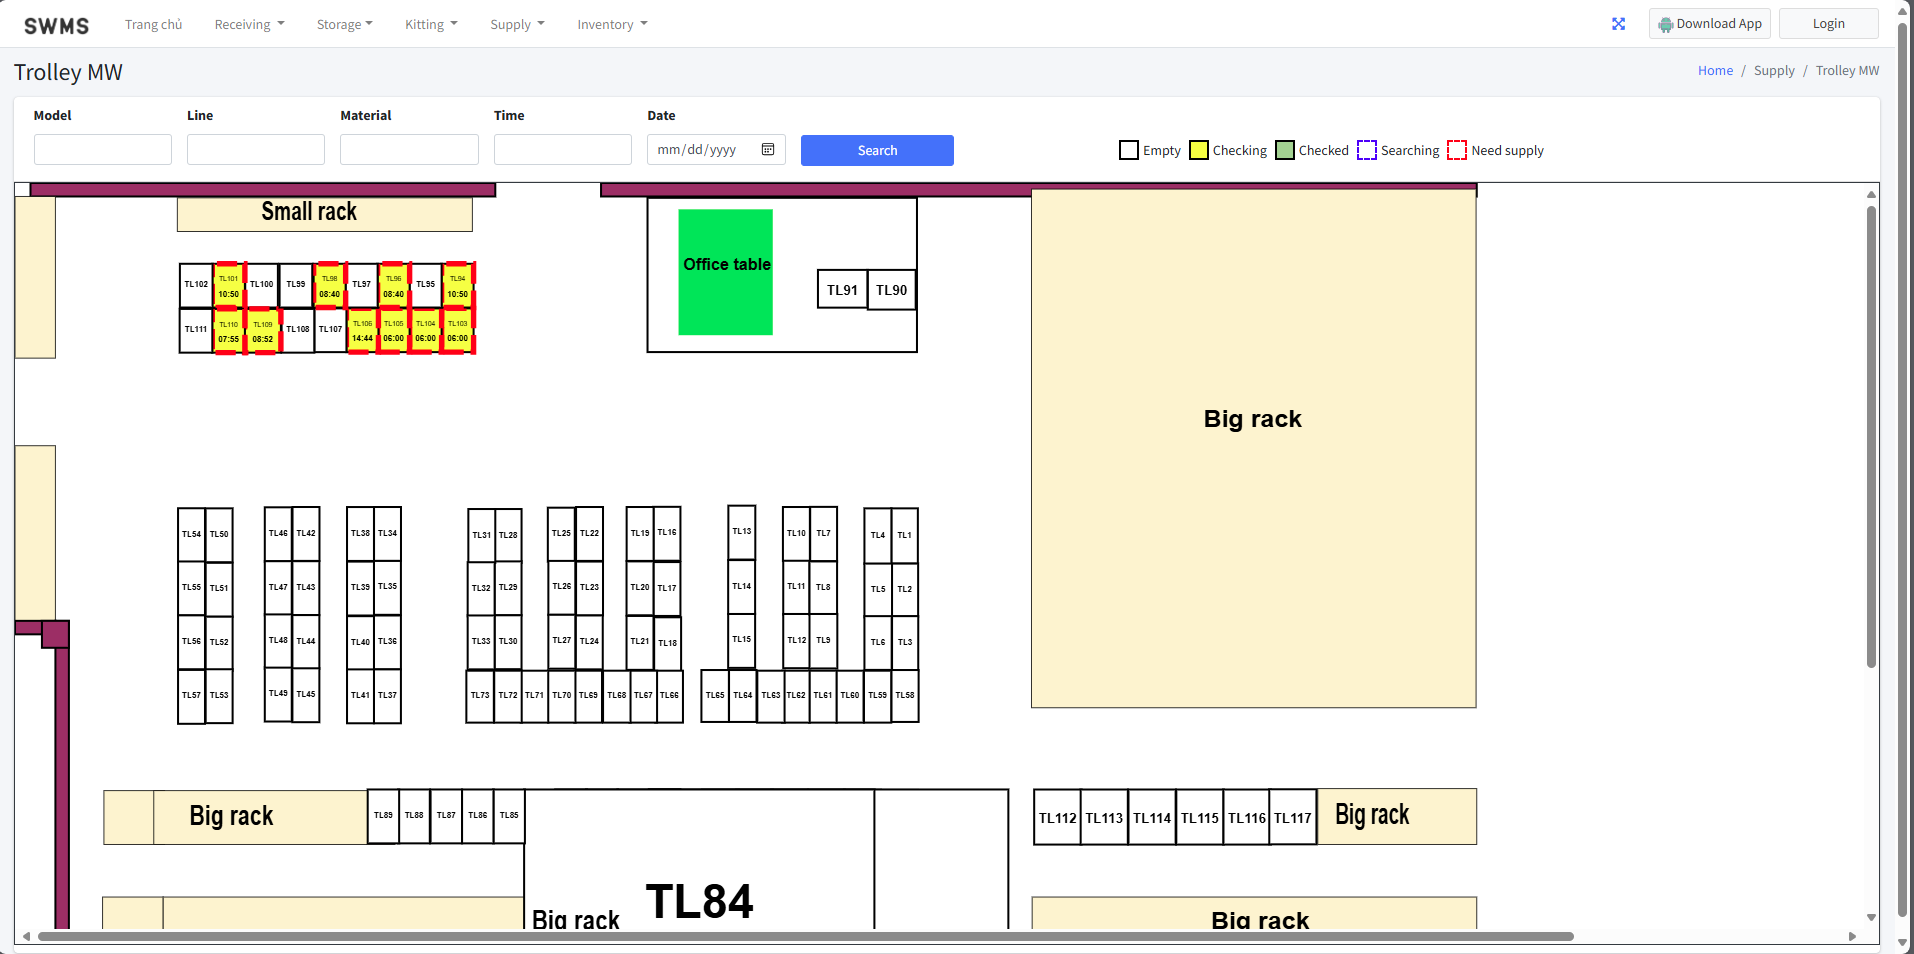 SWMS Trang chủ Receiving Storage Kitting Supply Inventory Download App Login
Trolley MW
Home / Supply / Trolley MW
Model Line Material Time Date
mm/dd/yyyy Search
Empty Checking Checked Searching Need supply
Small rack
TL102 TL101 TL100 TL99 TL98 TL97 TL96 TL95 TL94
10:50 08:40 08:40 10:50
TL111 TL110 TL109 TL108 TL107 TL106 TL105 TL104 TL103
07:55 08:52 14:44 06:00 06:00 06:00
Office table
TL91 TL90
Big rack
TL54 TL50 TL46 TL42 TL38 TL34 TL31 TL28 TL25 TL22 TL19 TL16 TL13 TL10 TL7 TL4 TL1
TL55 TL51 TL47 TL43 TL39 TL35 TL32 TL29 TL26 TL23 TL20 TL17 TL14 TL11 TL8 TL5 TL2
TL56 TL52 TL48 TL44 TL40 TL36 TL33 TL30 TL27 TL24 TL21 TL18 TL15 TL12 TL9 TL6 TL3
TL57 TL53 TL49 TL45 TL41 TL37 TL73 TL72 TL71 TL70 TL69 TL68 TL67 TL66 TL65 TL64 TL63 TL62 TL61 TL60 TL59 TL58
Big rack TL89 TL88 TL87 TL86 TL85
TL112 TL113 TL114 TL115 TL116 TL117 Big rack
TL84
Big rack
Big rack